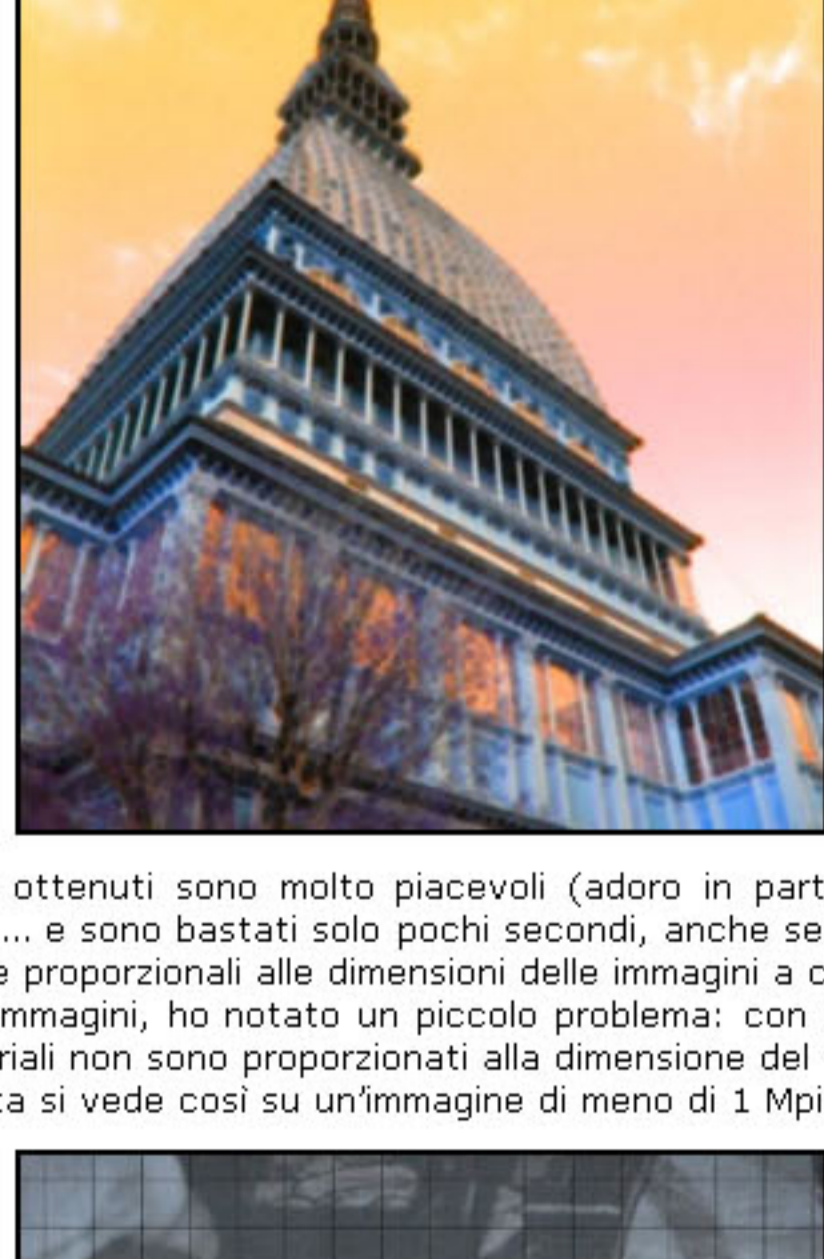 ottenuti sono molto piacevoli (adoro in part
... e sono bastati solo pochi secondi, anche se
e proporzionali alle dimensioni delle immagini a c
mmagini, ho notato un piccolo problema: con
riali non sono proporzionati alla dimensione del
ta si vede così su un'immagine di meno di 1 Mpi